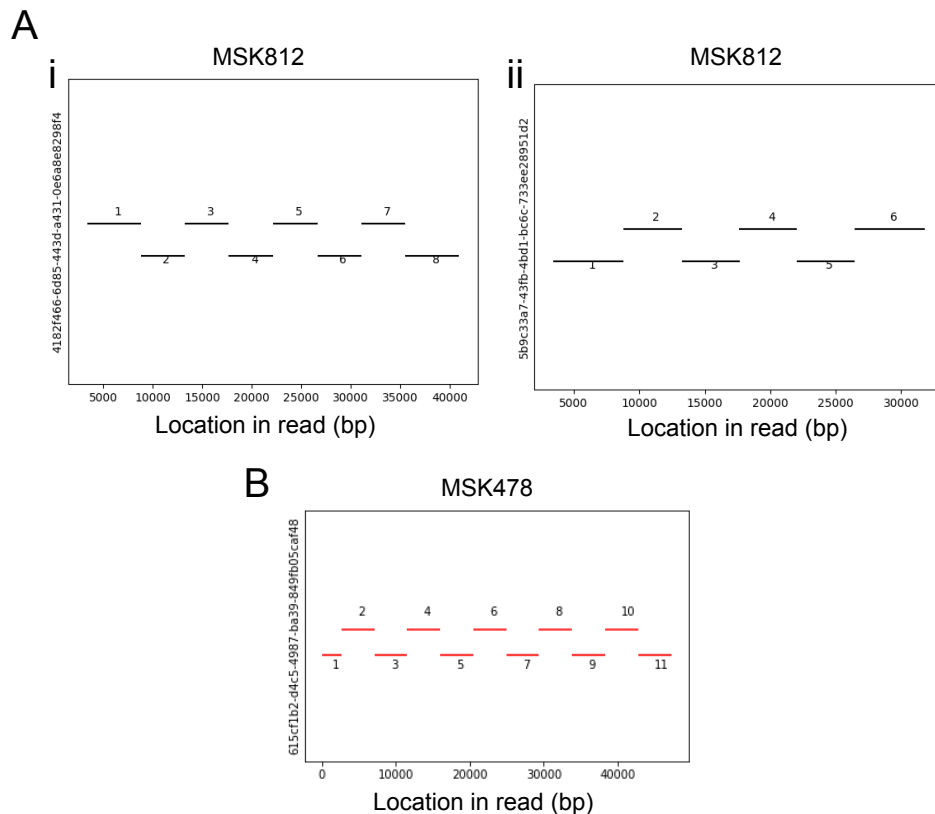 A
i
MSK812
4182f466-6d85-443d-a431-0e6a8e8298f4
1 3 5 7
2 4 6 8
5000 10000 15000 20000 25000 30000 35000 40000
Location in read (bp)
ii
MSK812
5b9c33a7-43fb-4bd1-bc6c-733ee28951d2
2 4 6
1 3 5
5000 10000 15000 20000 25000 30000
Location in read (bp)
B
MSK478
615cf1b2-d4c5-4987-ba39-849fb05caf48
2 4 6 8 10
1 3 5 7 9 11
0 10000 20000 30000 40000
Location in read (bp)